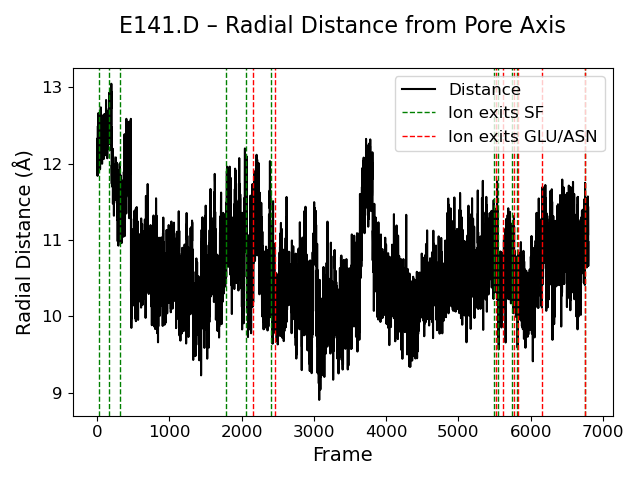 E141.D – Radial Distance from Pore Axis
Distance
Ion exits SF
Ion exits GLU/ASN
Radial Distance (Å)
13
12
11
10
9
0 1000 2000 3000 4000 5000 6000 7000
Frame